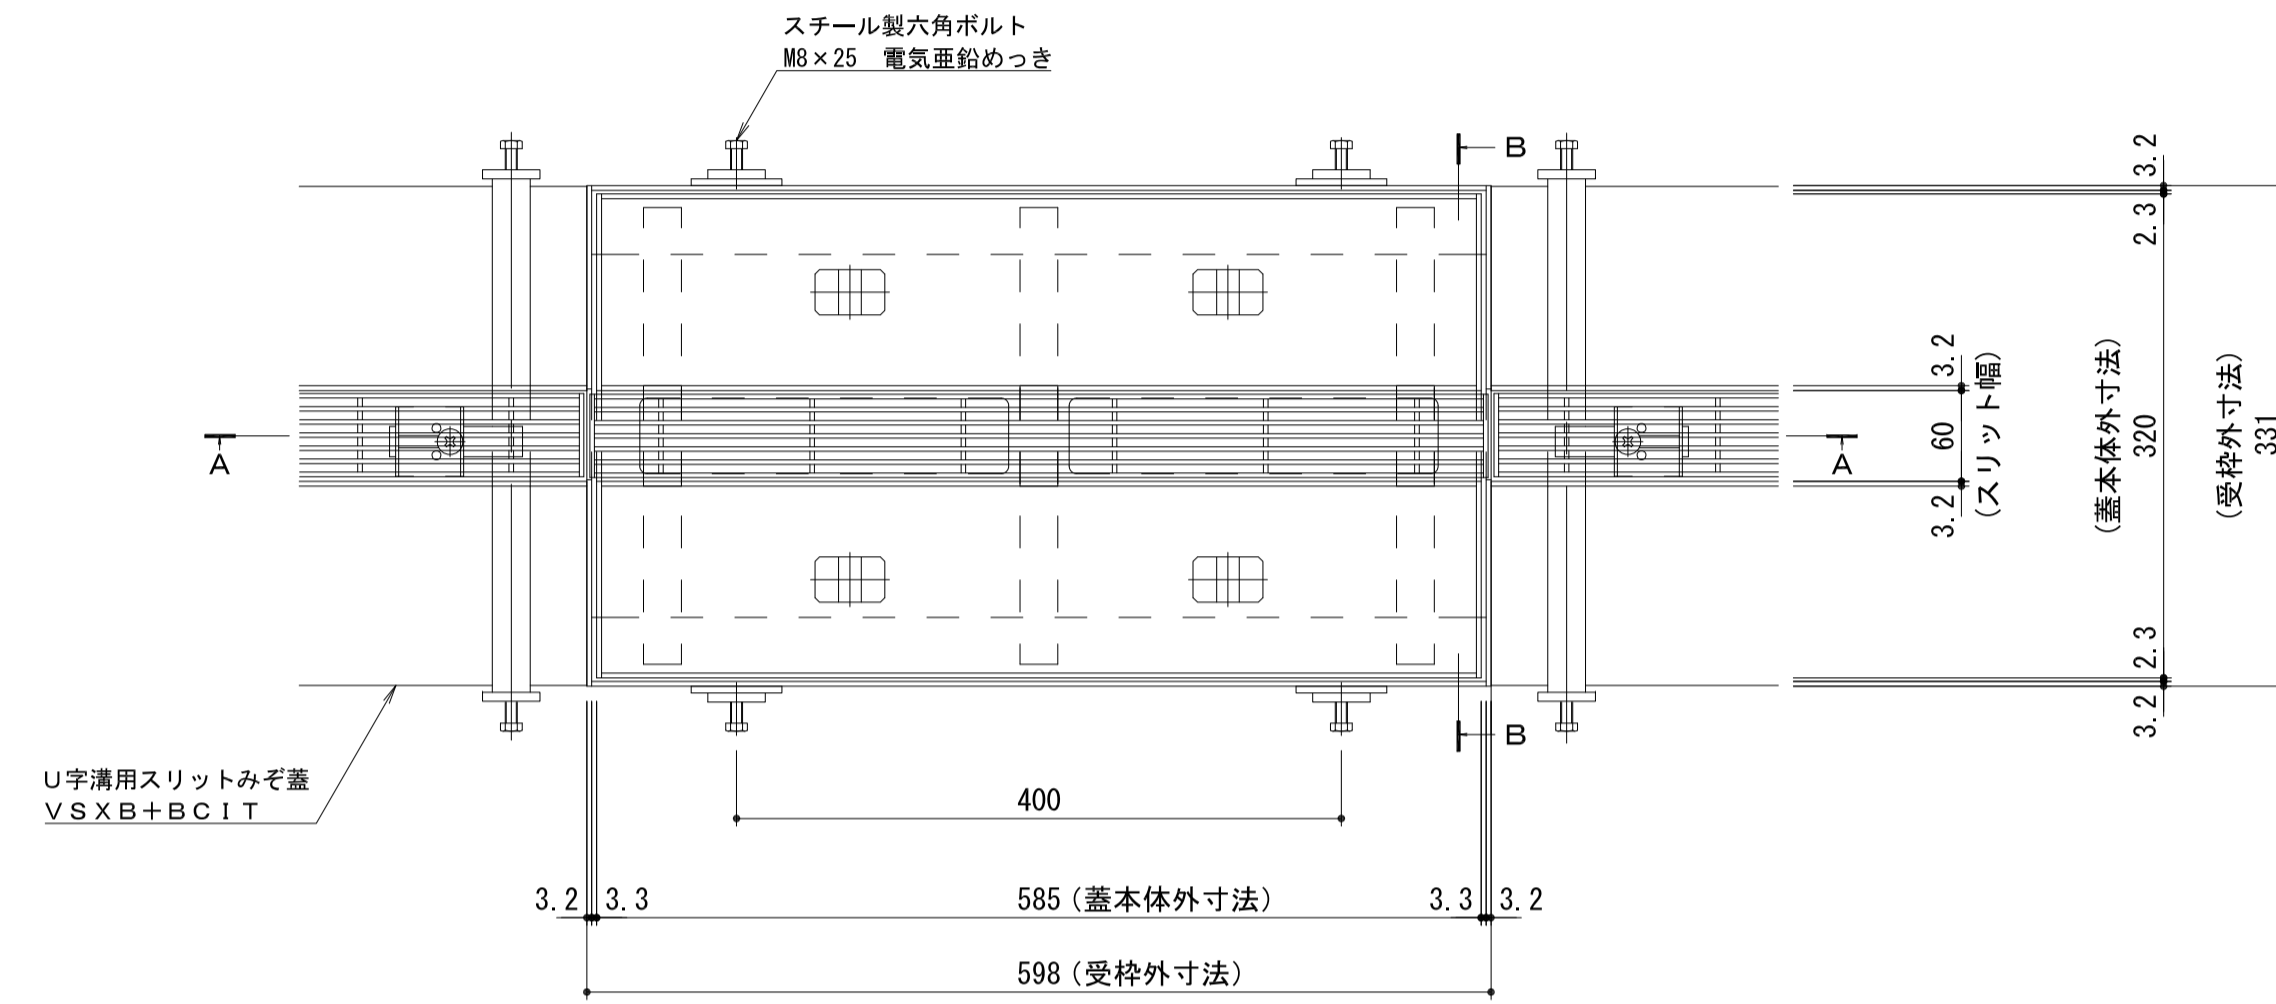 スチール製六角ボルト
M8×25　電気亜鉛めっき
B
3.2
2.3
3.2
60
3.2
(スリット幅)
(蓋本体外寸法)
320
(受枠外寸法)
331
A
A
2.3
3.2
B
U字溝用スリットみぞ蓋
VSXB+BCIT
400
3.2
3.3
585(蓋本体外寸法)
3.3
3.2
598(受枠外寸法)